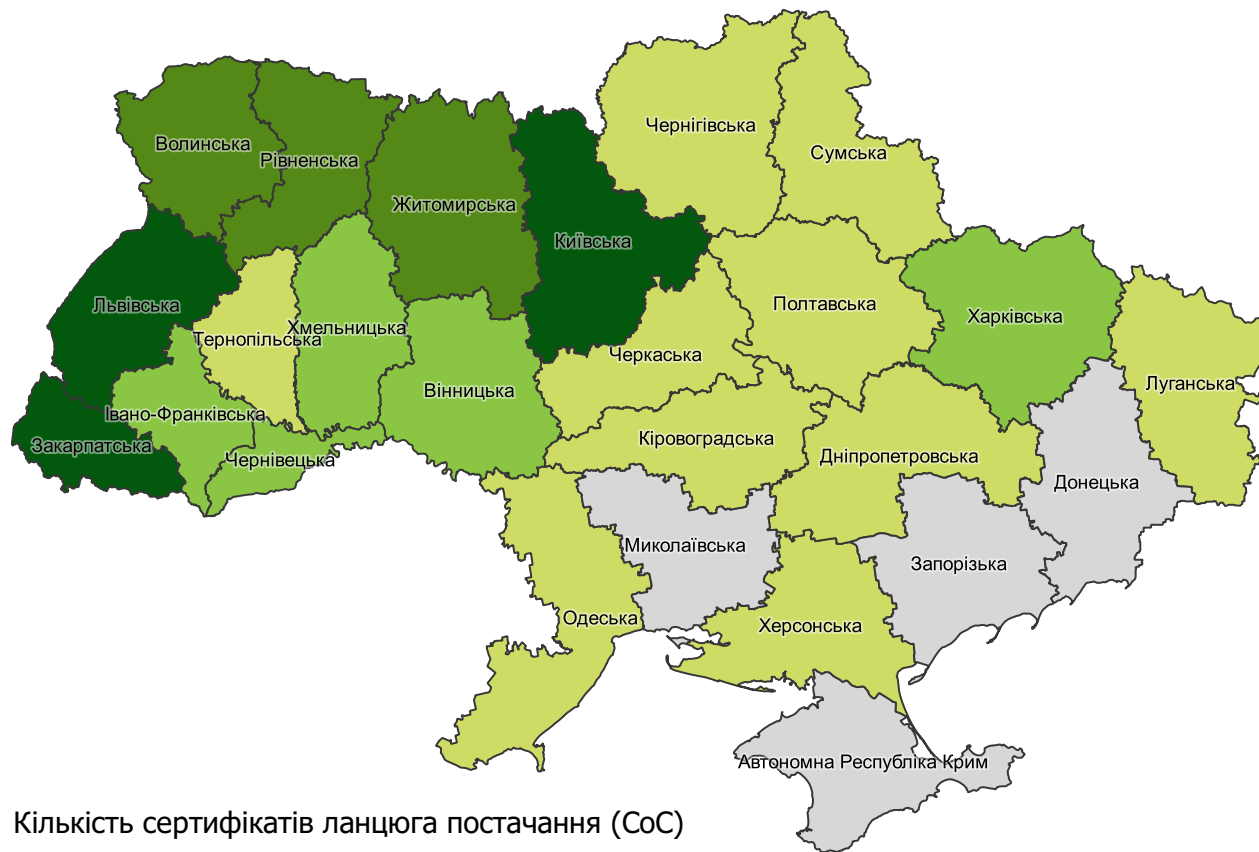 Чернігівська
Сумська
Волинська
Рівненська
Житомирська
Київська
Львівська
Тернопільська
Хмельницька
Полтавська
Харківська
Черкаська
Луганська
Вінницька
Івано-Франківська
Закарпатська
Чернівецька
Кіровоградська
Дніпропетровська
Донецька
Миколаївська
Запорізька
Одеська
Херсонська
Автономна Республіка Крим
Кількість сертифікатів ланцюга постачання (CoC)